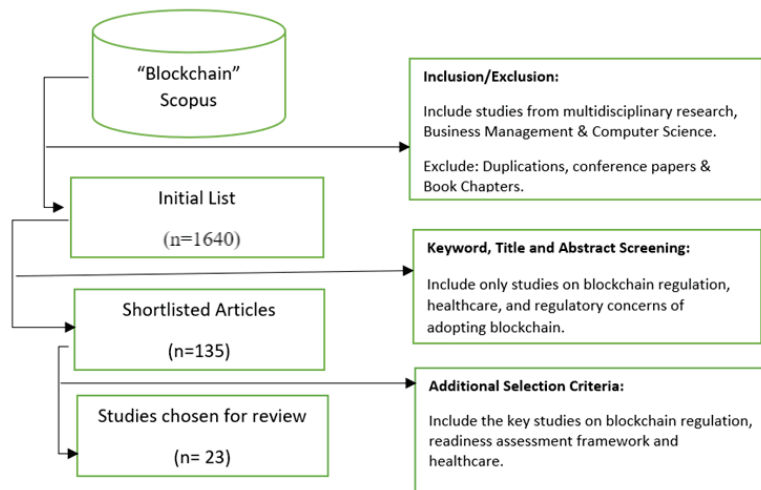 “Blockchain”
Scopus
Inclusion/Exclusion:
Include studies from multidisciplinary research,
Business Management & Computer Science.
Exclude: Duplications, conference papers &
Book Chapters.
Initial List
(n=1640)
Keyword, Title and Abstract Screening:
Include only studies on blockchain regulation,
healthcare, and regulatory concerns of
adopting blockchain.
Shortlisted Articles
(n=135)
Additional Selection Criteria:
Include the key studies on blockchain regulation,
readiness assessment framework and
healthcare.
Studies chosen for review
(n= 23)